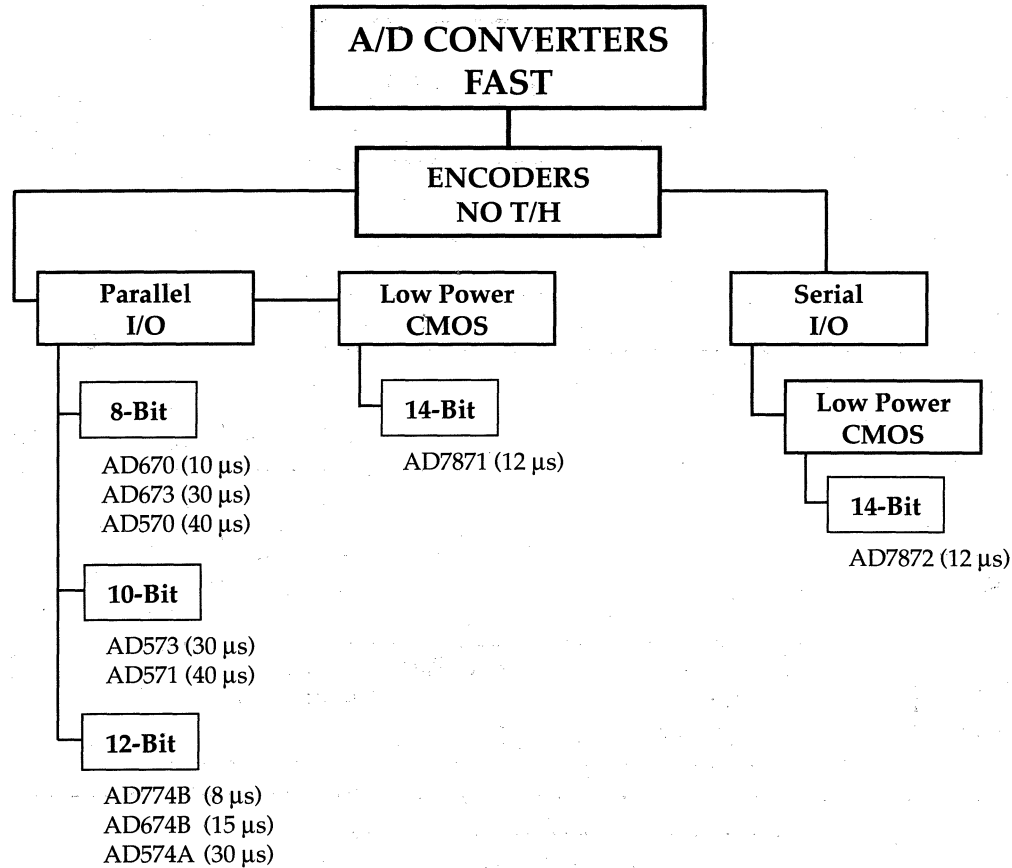 A/D CONVERTERS
FAST
ENCODERS
NO T/H
Parallel
I/O
8-Bit
AD670 (10 µs)
AD673 (30 µs)
AD570 (40 µs)
10-Bit
AD573 (30 µs)
AD571 (40 µs)
12-Bit
AD774B (8 µs)
AD674B (15 µs)
AD574A (30 µs)
Low Power
CMOS
14-Bit
AD7871 (12 µs)
Serial
I/O
Low Power
CMOS
14-Bit
AD7872 (12 µs)